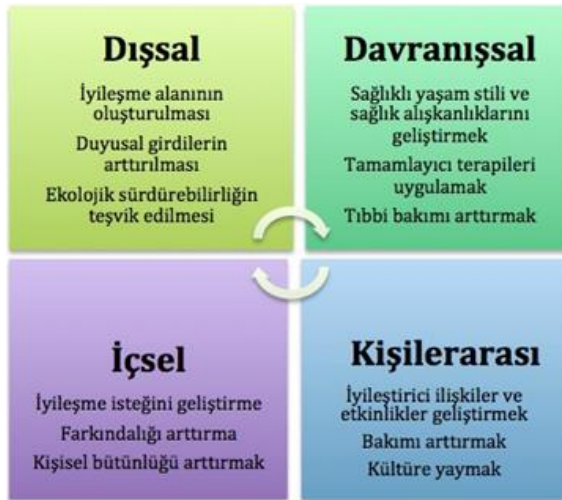 Dışsal
İyileşme alanının
oluşturulması
Duyusal girdilerin
arttırılması
Ekolojik sürdürebilirliğin
teşvik edilmesi
Davranışsal
Sağlıklı yaşam stili ve
sağlık alışkanlıklarını
geliştirmek
Tamamlayıcı terapileri
uygulamak
Tıbbi bakımı arttırmak
İçsel
İyileşme isteğini geliştirme
Farkındalığı arttırma
Kişisel bütünlüğü arttırmak
Kişilerarası
İyileştirici ilişkiler ve
etkinlikler geliştirmek
Bakımı arttırmak
Kültüre yaymak